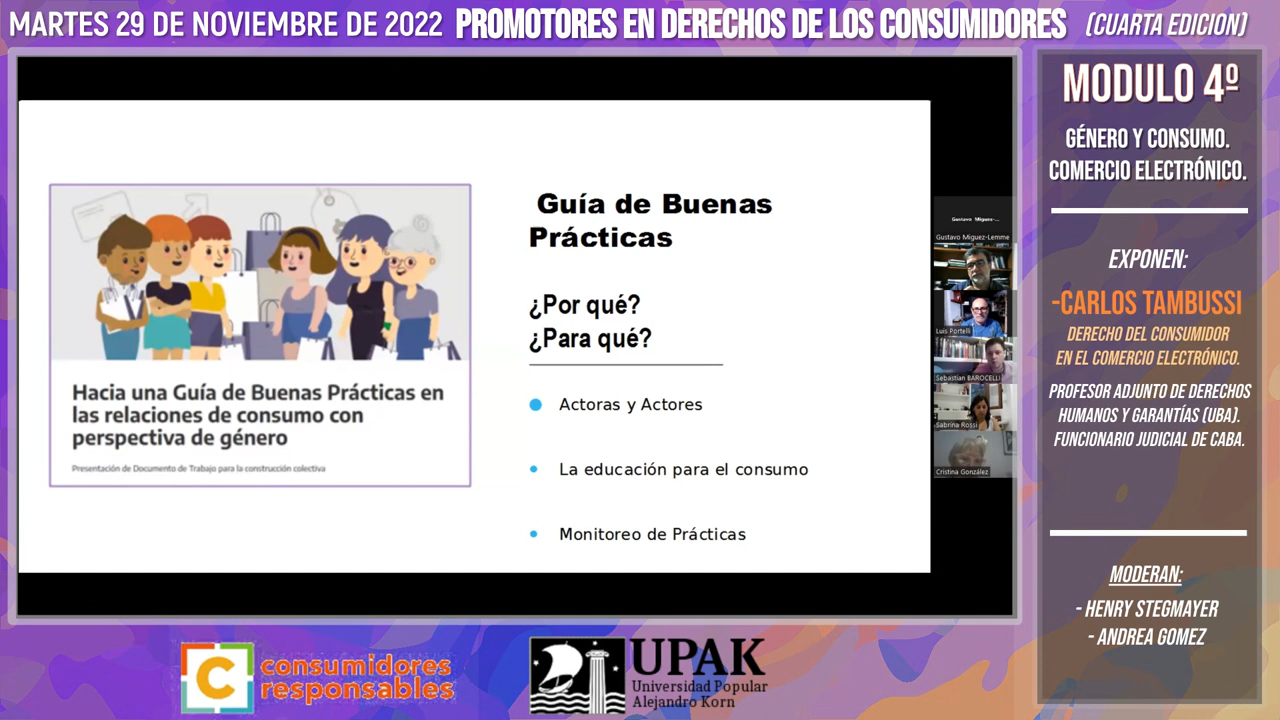 MARTES 29 DE NOVIEMBRE DE 2022 PROMOTORES EN DERECHOS DE LOS CONSUMIDORES (CUARTA EDICION)
Hacia una Guía de Buenas Prácticas en
las relaciones de consumo con
perspectiva de género
Presentación de Documento de Trabajo para la construcción colectiva
Guía de Buenas
Prácticas
¿Por qué?
¿Para qué?
Actoras y Actores
La educación para el consumo
Monitoreo de Prácticas
Gustavo Miguez-...
Gustavo Miguez-Lemme
Luis Portelli
Sebastian BAROCELLI
Sabrina Rossi
Cristina González
MODULO 4º
GÉNERO Y CONSUMO.
COMERCIO ELECTRÓNICO.
EXPONEN:
-CARLOS TAMBUSSI
DERECHO DEL CONSUMIDOR
EN EL COMERCIO ELECTRÓNICO.
PROFESOR ADJUNTO DE DERECHOS
HUMANOS Y GARANTÍAS (UBA).
FUNCIONARIO JUDICIAL DE CABA.
MODERAN:
- HENRY STEGMAYER
- ANDREA GOMEZ
C
consumidores
responsables
UPAK
Universidad Popular
Alejandro Korn